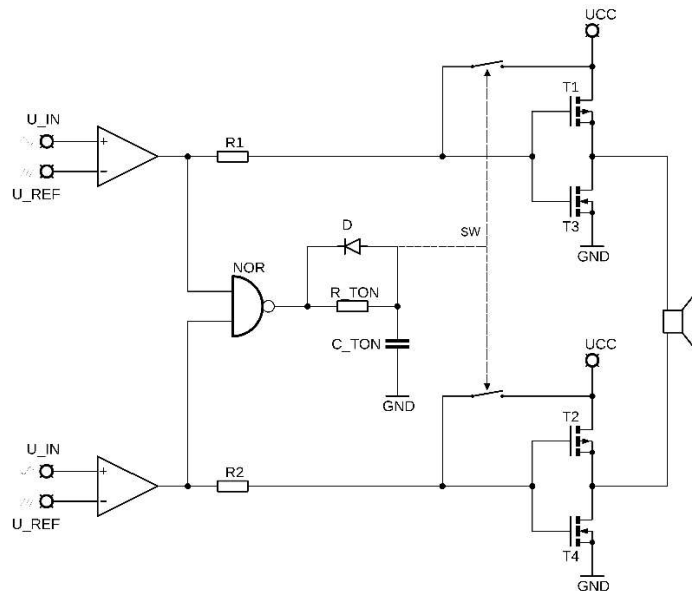 UCC
T1
U_IN
R1
U_REF
T3
D
SW
GND
NOR
R_TON
C_TON
UCC
GND
T2
U_IN
R2
U_REF
T4
GND